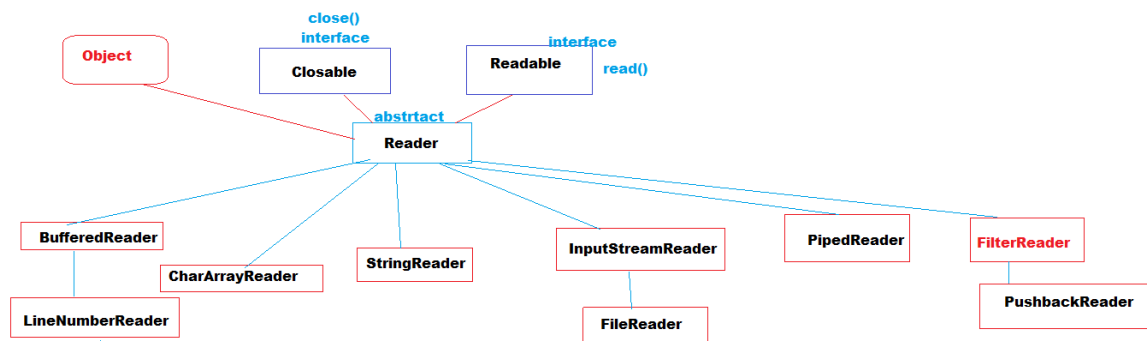 close()
interface
Object
Closable
interface
Readable
read()
abstrtact
Reader
BufferedReader
CharArrayReader
StringReader
InputStreamReader
PipedReader
FilterReader
LineNumberReader
FileReader
PushbackReader